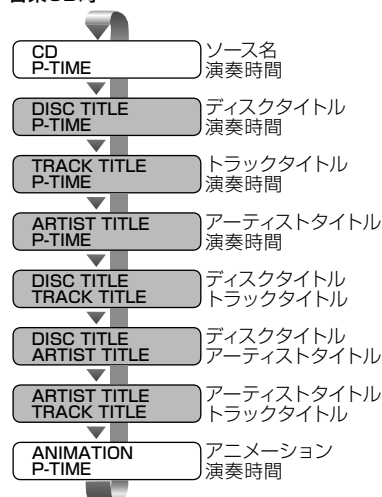 CD
P-TIME
ソース名
演奏時間
DISC TITLE
P-TIME
ディスクタイトル
演奏時間
TRACK TITLE
P-TIME
トラックタイトル
演奏時間
ARTIST TITLE
P-TIME
アーティストタイトル
演奏時間
DISC TITLE
TRACK TITLE
ディスクタイトル
トラックタイトル
DISC TITLE
ARTIST TITLE
ディスクタイトル
アーティストタイトル
ARTIST TITLE
TRACK TITLE
アーティストタイトル
トラックタイトル
ANIMATION
P-TIME
アニメーション
演奏時間